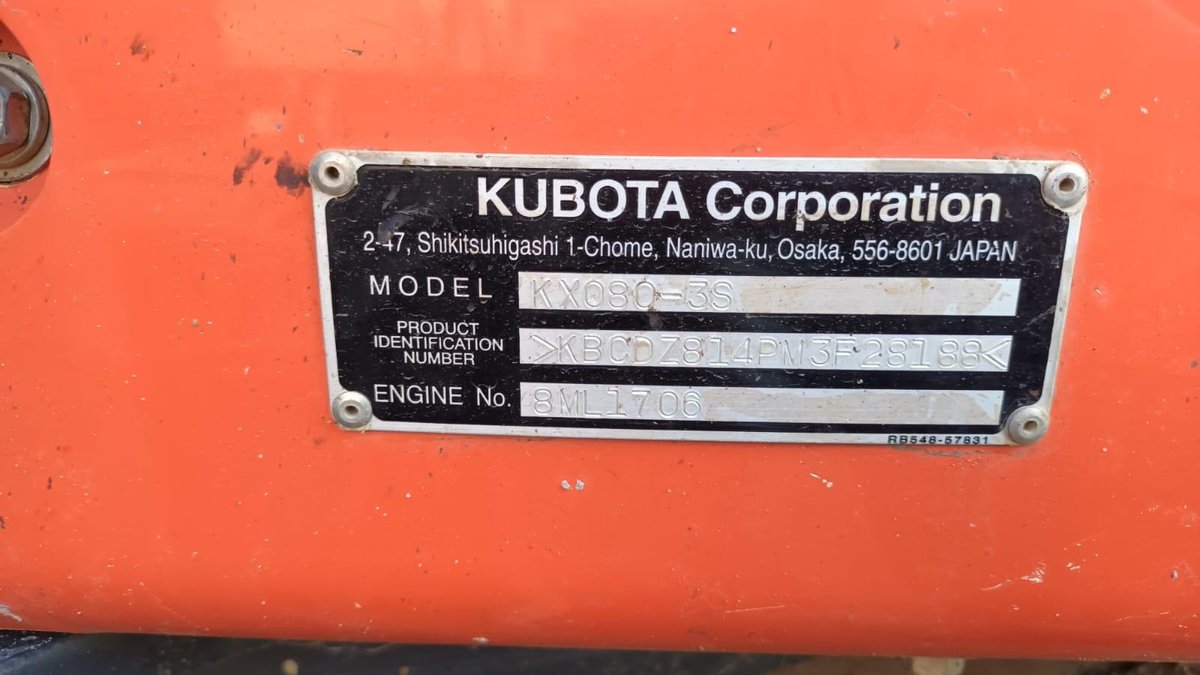 KUBOTA Corporation
2-47, Shikitsuhigashi 1-Chome, Naniwa-ku, Osaka, 556-8601 JAPAN
MODEL KX080-3S
PRODUCT
IDENTIFICATION
NUMBER >KBCDZ814PM3F28188<
ENGINE No. 8ML1706
RB548-57831